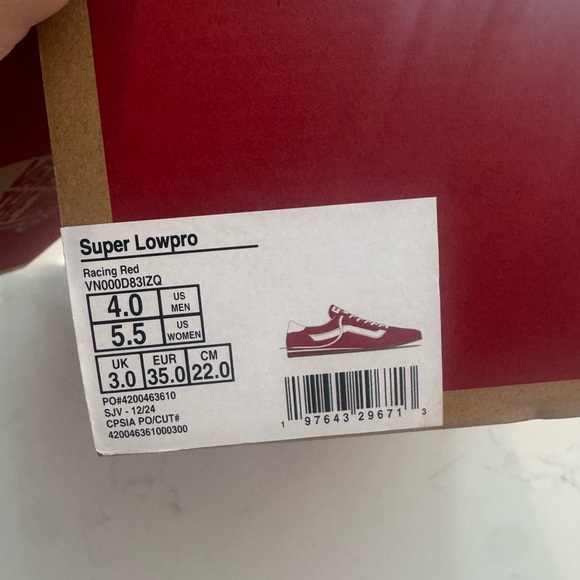 Super Lowpro
Racing Red
VN000D83IZQ
4.0 US MEN
5.5 US WOMEN
UK 3.0 EUR 35.0 CM 22.0
PO#4200463610
SJV - 12/24
CPSIA PO/CUT#
420046361000300
1 97643 29671 3